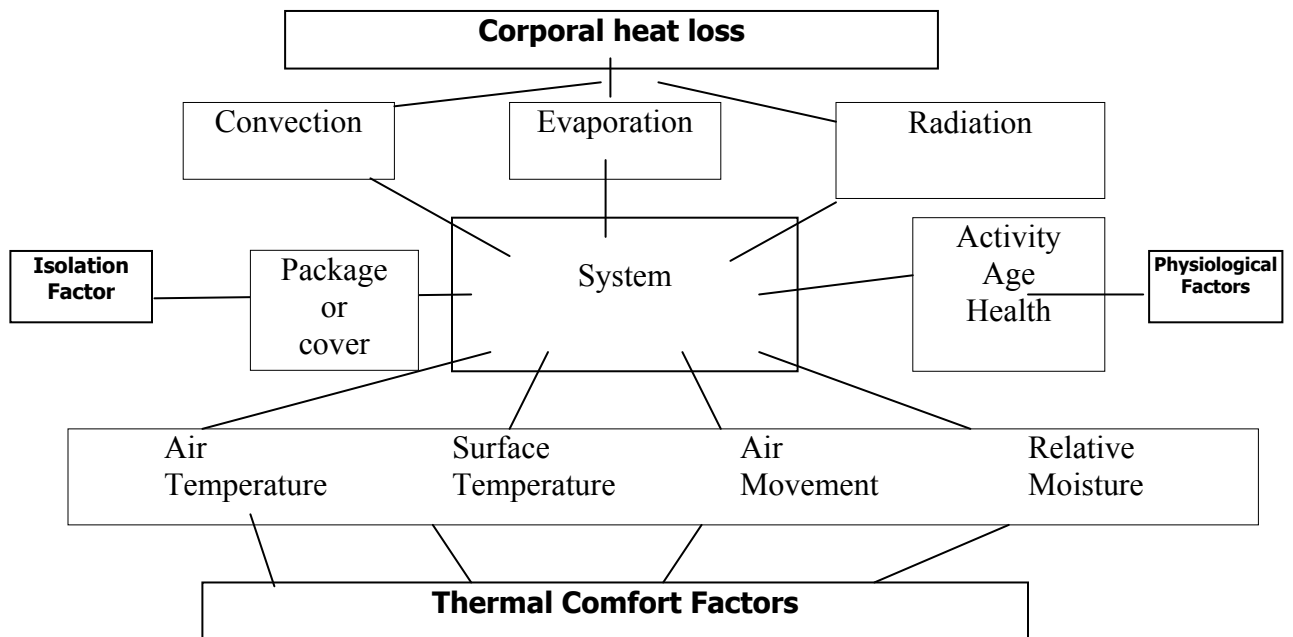 Corporal heat loss
Convection
Evaporation
Radiation
Isolation
Factor
Package
or
cover
System
Activity
Age
Health
Physiological
Factors
Air
Temperature
Surface
Temperature
Air
Movement
Relative
Moisture
Thermal Comfort Factors